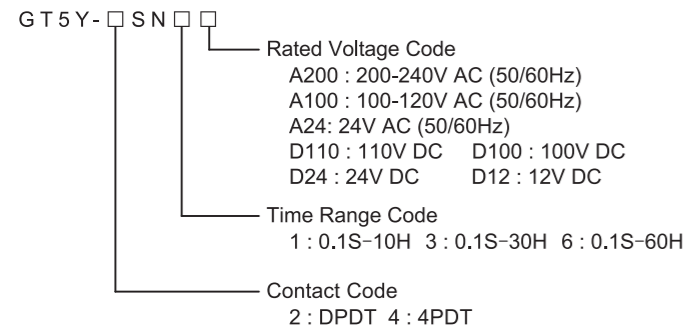 GT5Y-□SN□□
Rated Voltage Code
A200 : 200-240V AC (50/60Hz)
A100 : 100-120V AC (50/60Hz)
A24: 24V AC (50/60Hz)
D110 : 110V DC D100 : 100V DC
D24 : 24V DC D12 : 12V DC
Time Range Code
1 : 0.1S-10H 3 : 0.1S-30H 6 : 0.1S-60H
Contact Code
2 : DPDT 4 : 4PDT